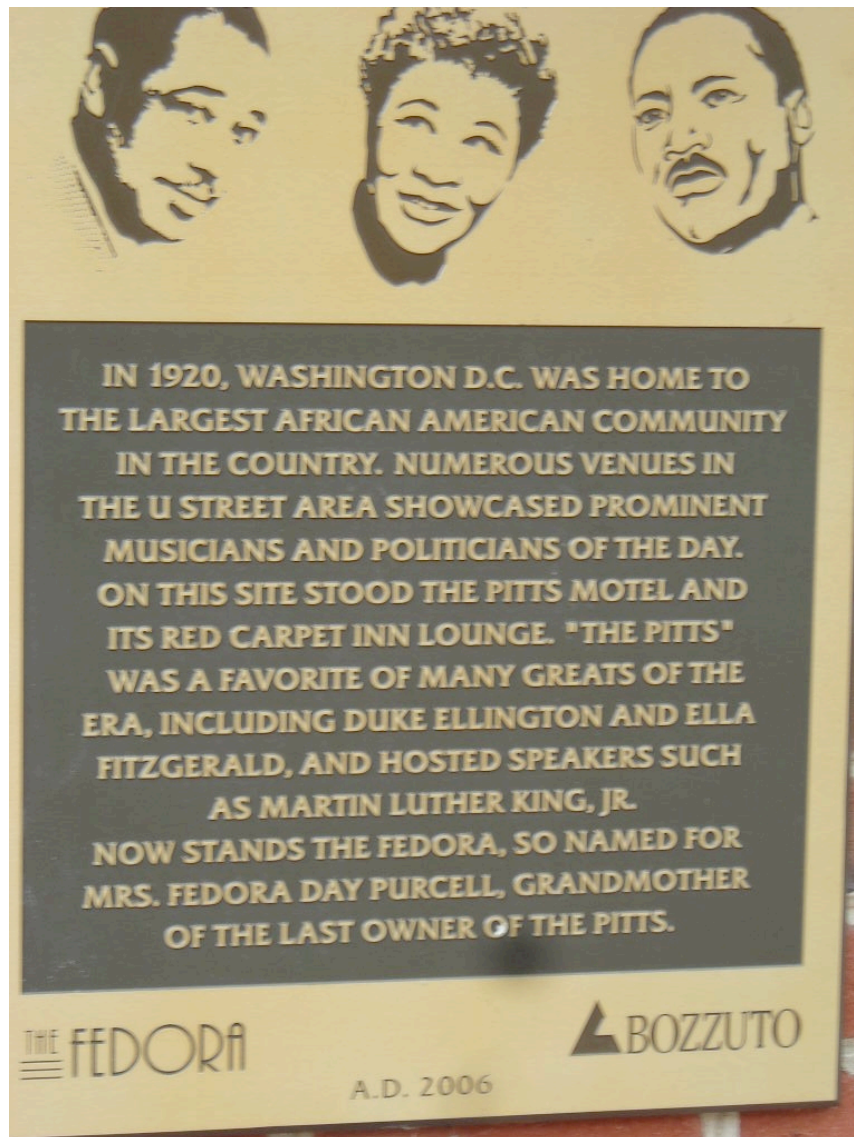 IN 1920, WASHINGTON D.C. WAS HOME TO
THE LARGEST AFRICAN AMERICAN COMMUNITY
IN THE COUNTRY. NUMEROUS VENUES IN
THE U STREET AREA SHOWCASED PROMINENT
MUSICIANS AND POLITICIANS OF THE DAY.
ON THIS SITE STOOD THE PITTS MOTEL AND
ITS RED CARPET INN LOUNGE. "THE PITTS"
WAS A FAVORITE OF MANY GREATS OF THE
ERA, INCLUDING DUKE ELLINGTON AND ELLA
FITZGERALD, AND HOSTED SPEAKERS SUCH
AS MARTIN LUTHER KING, JR.
NOW STANDS THE FEDORA, SO NAMED FOR
MRS. FEDORA DAY PURCELL, GRANDMOTHER
OF THE LAST OWNER OF THE PITTS.
THE FEDORA
BOZZUTO
A.D. 2006